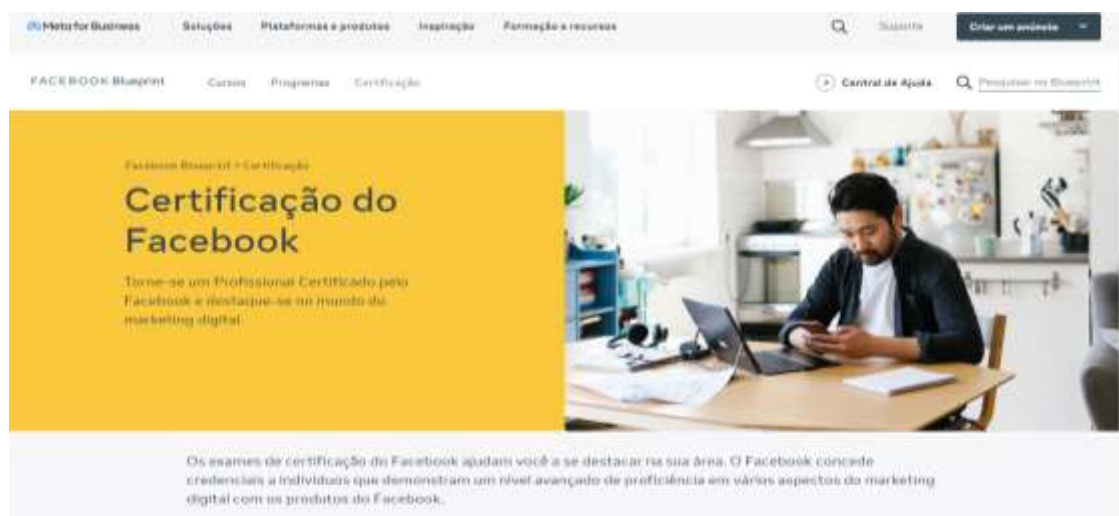 Meta for Business Soluções Plataformas e produtos Inspiração Formação e recursos Suporte Criar um anúncio
FACEBOOK Blueprint Cursos Programas Certificação Central de Ajuda Pesquisar no Blueprint
Facebook Blueprint > Certificação
Certificação do
Facebook
Torne-se um Profissional Certificado pelo
Facebook e destaque-se no mundo do
marketing digital.
Os exames de certificação do Facebook ajudam você a se destacar na sua área. O Facebook concede
credenciais a indivíduos que demonstram um nível avançado de proficiência em vários aspectos do marketing
digital com os produtos do Facebook.